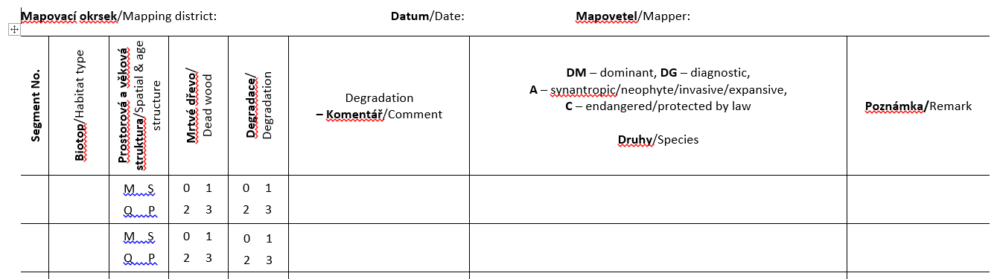 Mapovací okrsek/Mapping district: Datum/Date: Mapovetel/Mapper:
Segment No.
Biotop/Habitat type
Prostorová a věková
struktura/Spatial & age
structure
Mrtvé dřevo/
Dead wood
Degradace/
Degradation
Degradation
– Komentář/Comment
DM – dominant, DG – diagnostic,
A – synantropic/neophyte/invasive/expansive,
C – endangered/protected by law
Druhy/Species
Poznámka/Remark
M S 0 1 0 1
Q P 2 3 2 3
M S 0 1 0 1
Q P 2 3 2 3